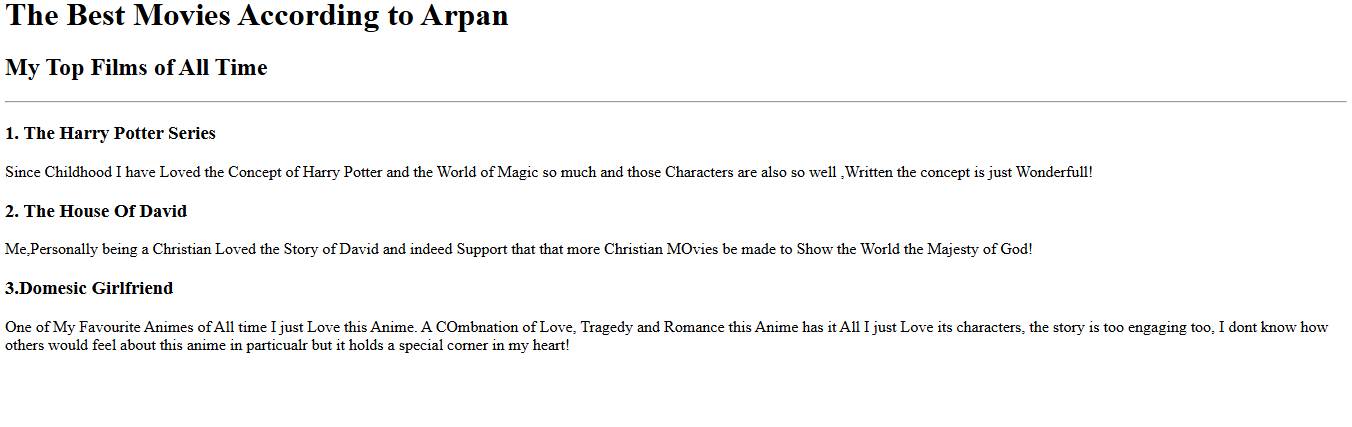 The Best Movies According to Arpan
My Top Films of All Time
1. The Harry Potter Series
Since Childhood I have Loved the Concept of Harry Potter and the World of Magic so much and those Characters are also so well ,Written the concept is just Wonderfull!
2. The House Of David
Me,Personally being a Christian Loved the Story of David and indeed Support that that more Christian MOvies be made to Show the World the Majesty of God!
3.Domesic Girlfriend
One of My Favourite Animes of All time I just Love this Anime. A COmbnation of Love, Tragedy and Romance this Anime has it All I just Love its characters, the story is too engaging too, I dont know how
others would feel about this anime in particualr but it holds a special corner in my heart!